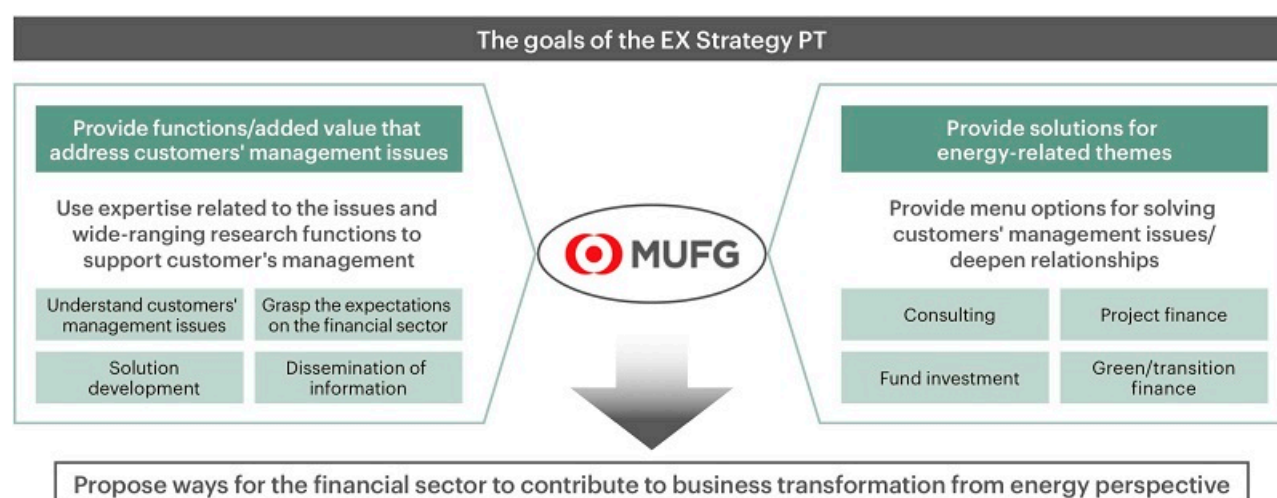 The goals of the EX Strategy PT
Provide functions/added value that
address customers' management issues
Use expertise related to the issues and
wide-ranging research functions to
support customer's management
Understand customers'
management issues
Grasp the expectations
on the financial sector
Solution
development
Dissemination of
information
MUFG
Provide solutions for
energy-related themes
Provide menu options for solving
customers' management issues/
deepen relationships
Consulting
Project finance
Fund investment
Green/transition
finance
Propose ways for the financial sector to contribute to business transformation from energy perspective